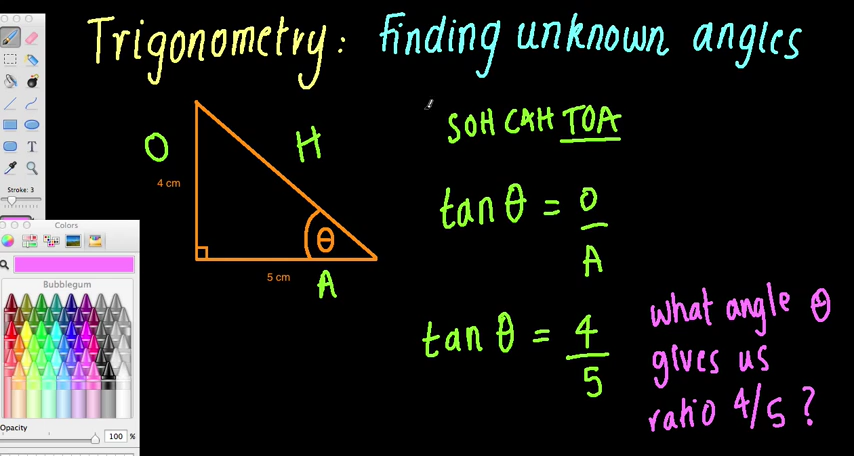 Trigonometry: Finding unknown angles
SOH CAH TOA
O
H
4 cm
tan θ = O
A
θ
5 cm
A
Stroke: 3
Colors
Bubblegum
tan θ = 4
5
what angle θ
gives us
ratio 4/5 ?
Opacity
100 %
T